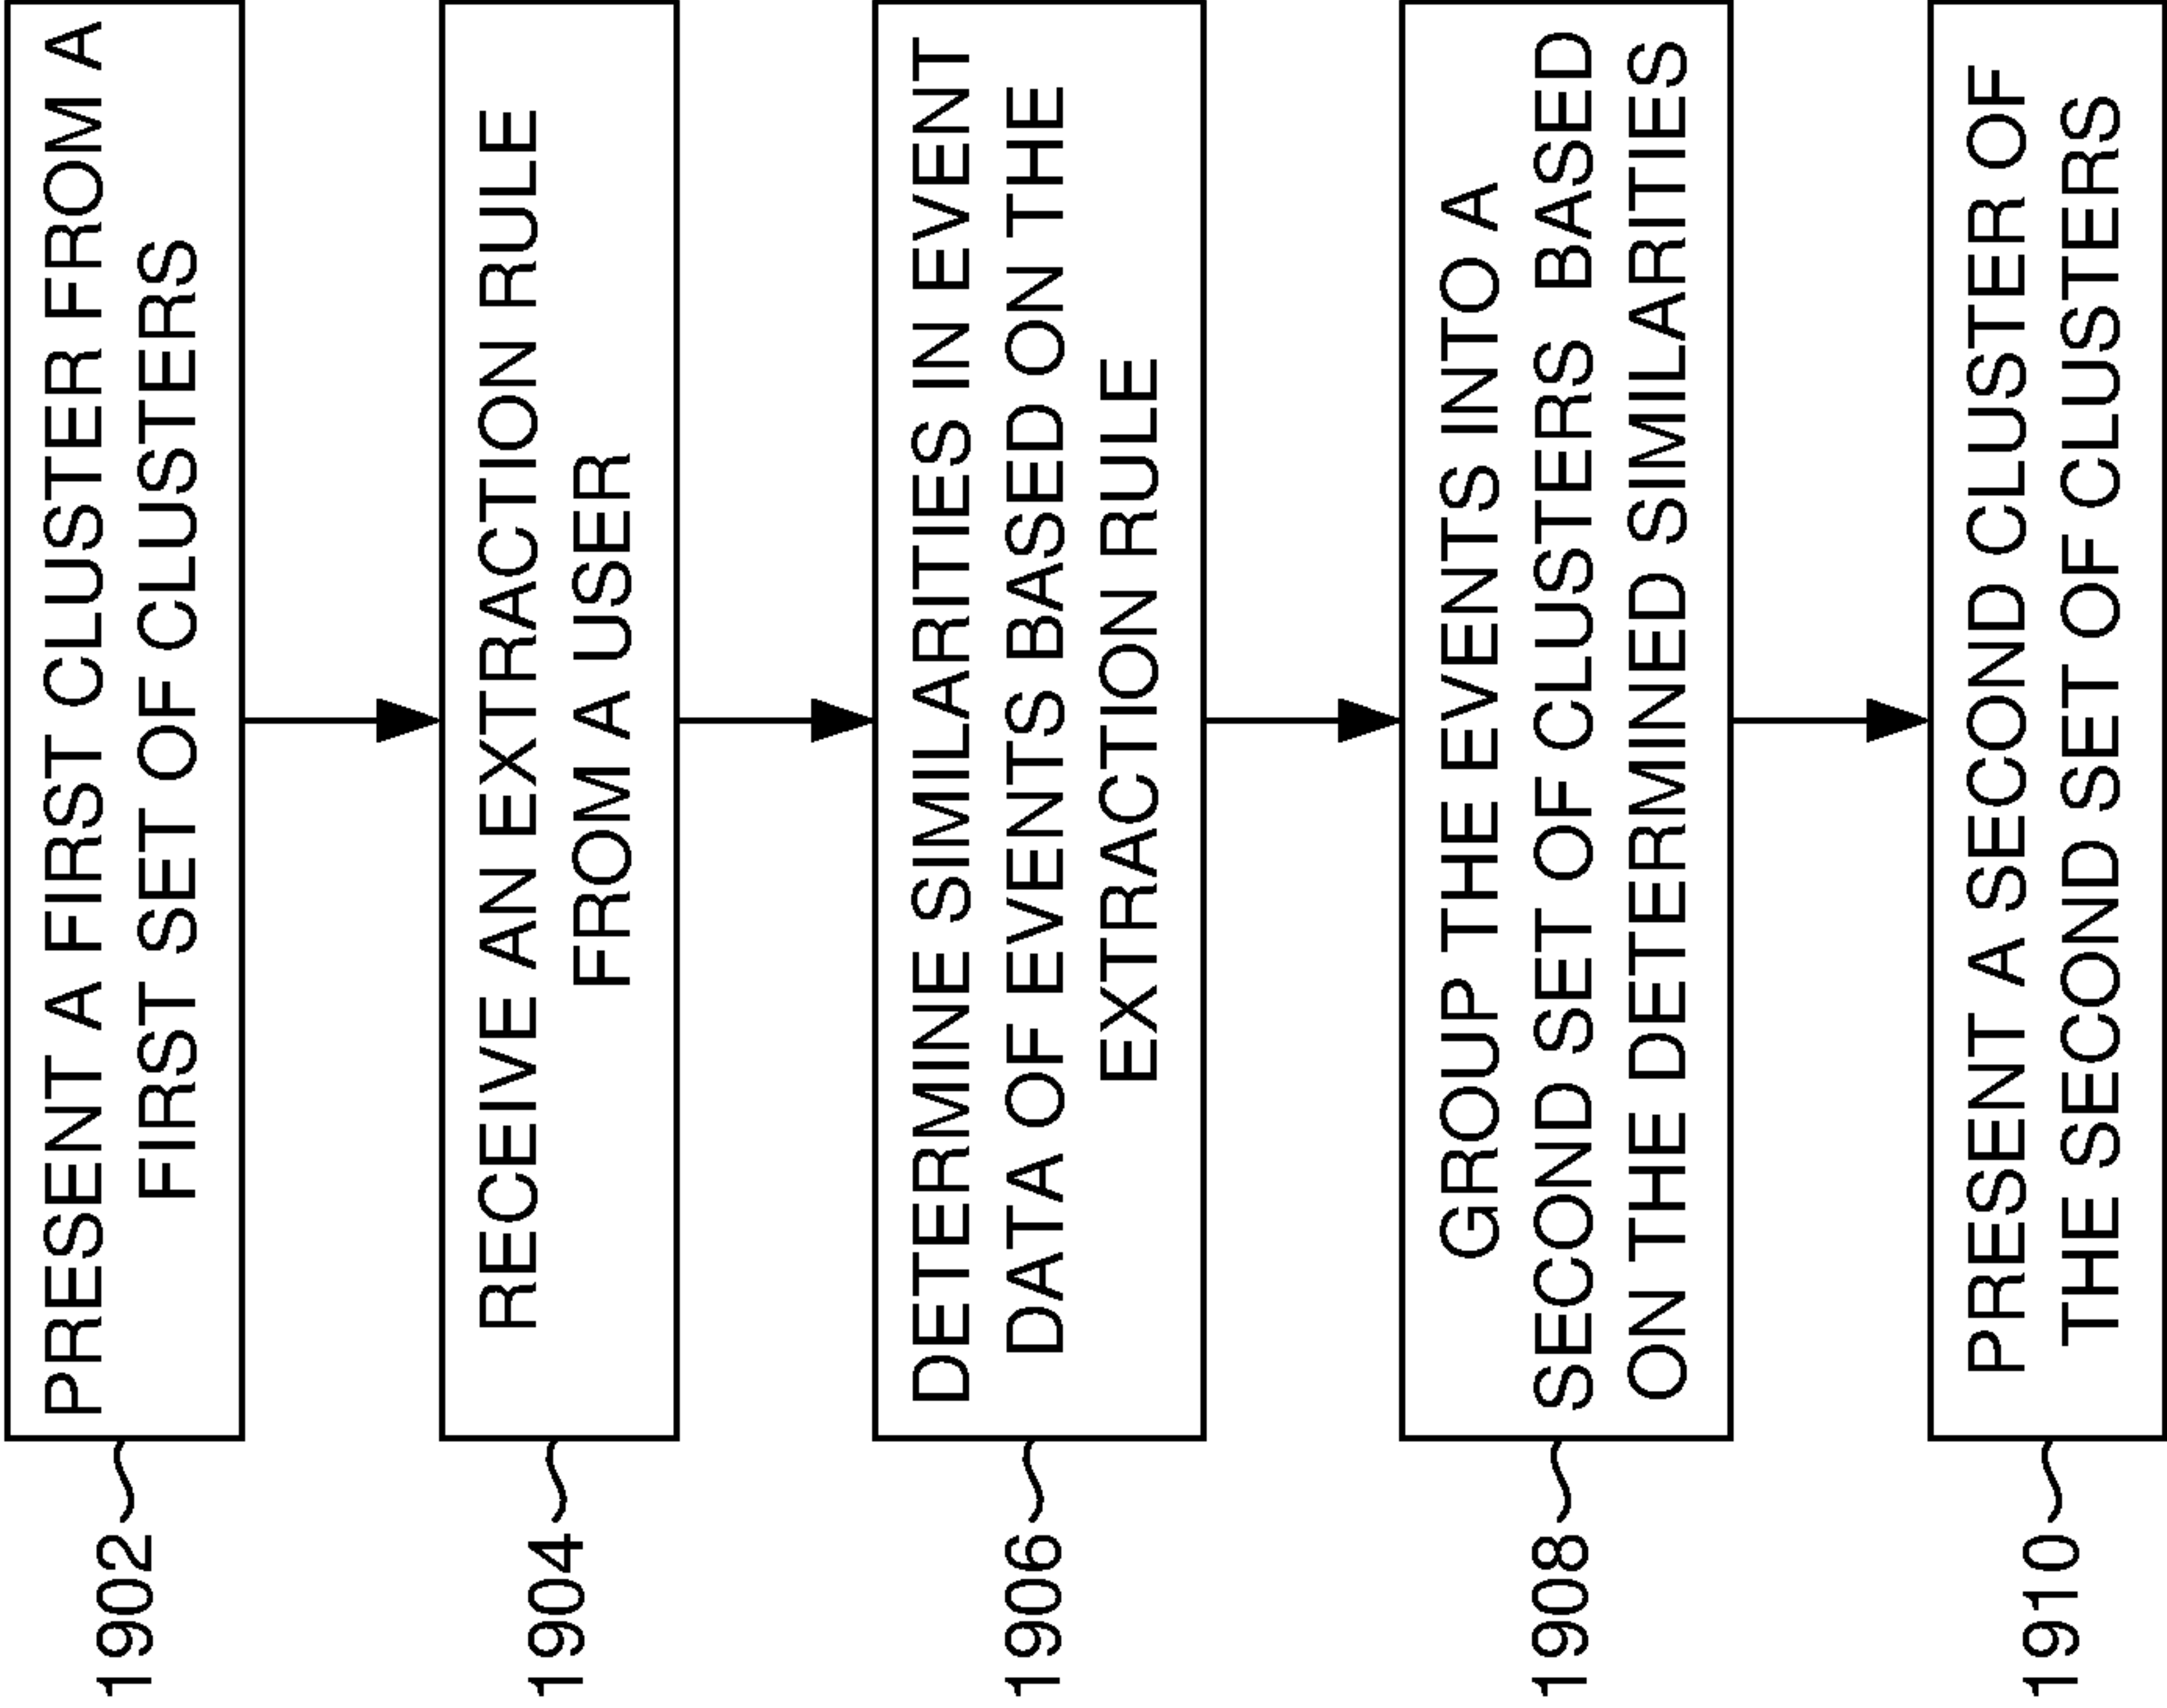 1902
PRESENT A FIRST CLUSTER FROM A
FIRST SET OF CLUSTERS
1904
RECEIVE AN EXTRACTION RULE
FROM A USER
1906
DETERMINE SIMILARITIES IN EVENT
DATA OF EVENTS BASED ON THE
EXTRACTION RULE
1908
GROUP THE EVENTS INTO A
SECOND SET OF CLUSTERS BASED
ON THE DETERMINED SIMILARITIES
1910
PRESENT A SECOND CLUSTER OF
THE SECOND SET OF CLUSTERS